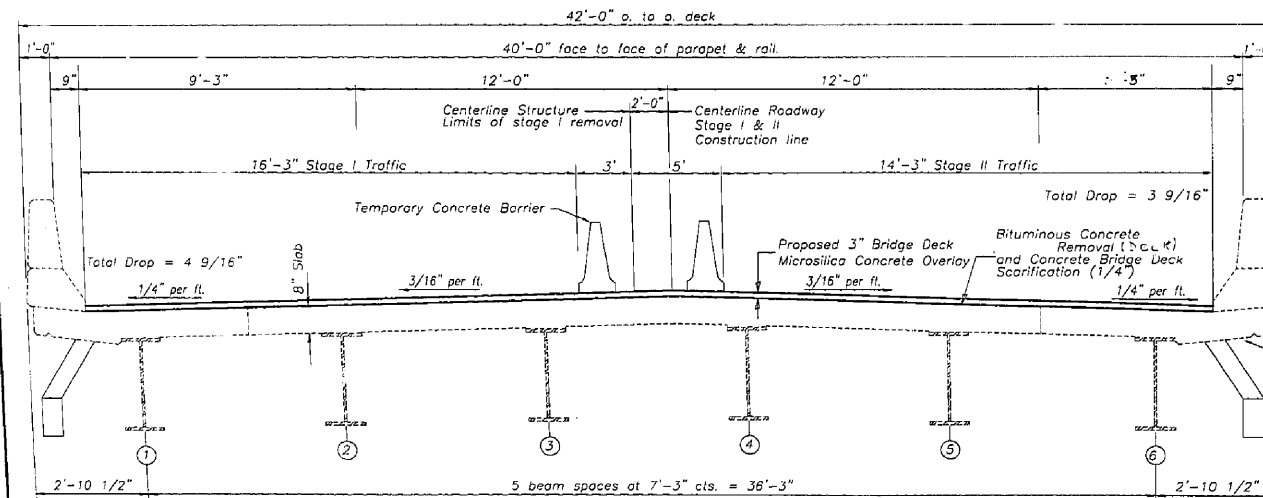 42'-0" o. to o. deck
1'-0"
40'-0" face to face of parapet & rail.
9"
9'-3"
12'-0"
12'-0"
9"
2'-0"
Centerline Structure
Limits of stage I removal
Centerline Roadway
Stage I & II
Construction line
16'-3" Stage I Traffic
3'
5'
14'-3" Stage II Traffic
Total Drop = 3 9/16"
Temporary Concrete Barrier
Proposed 3" Bridge Deck
Microsilica Concrete Overlay
Bituminous Concrete
Removal
and Concrete Bridge Deck
Scarification (1/4")
Total Drop = 4 9/16"
8" Slab
1/4" per ft.
3/16" per ft.
3/16" per ft.
1/4" per ft.
1
2
3
4
5
6
2'-10 1/2"
5 beam spaces at 7'-3" cts. = 36'-3"
2'-10 1/2"